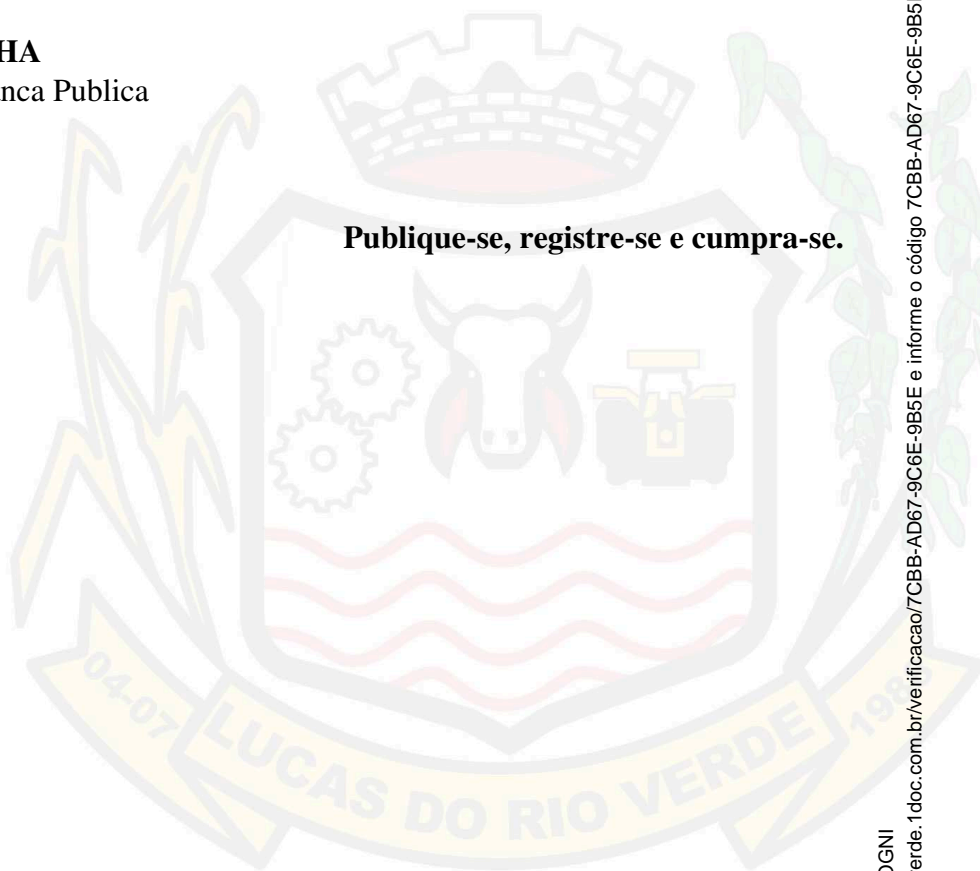 HA
nca Publica
Publique-se, registre-se e cumpra-se.
04-07
LUCAS DO RIO VERDE
OGNI
erde.1doc.com.br/verificacao/7CBB-AD67-9C6E-9B5E e informe o código 7CBB-AD67-9C6E-9B5